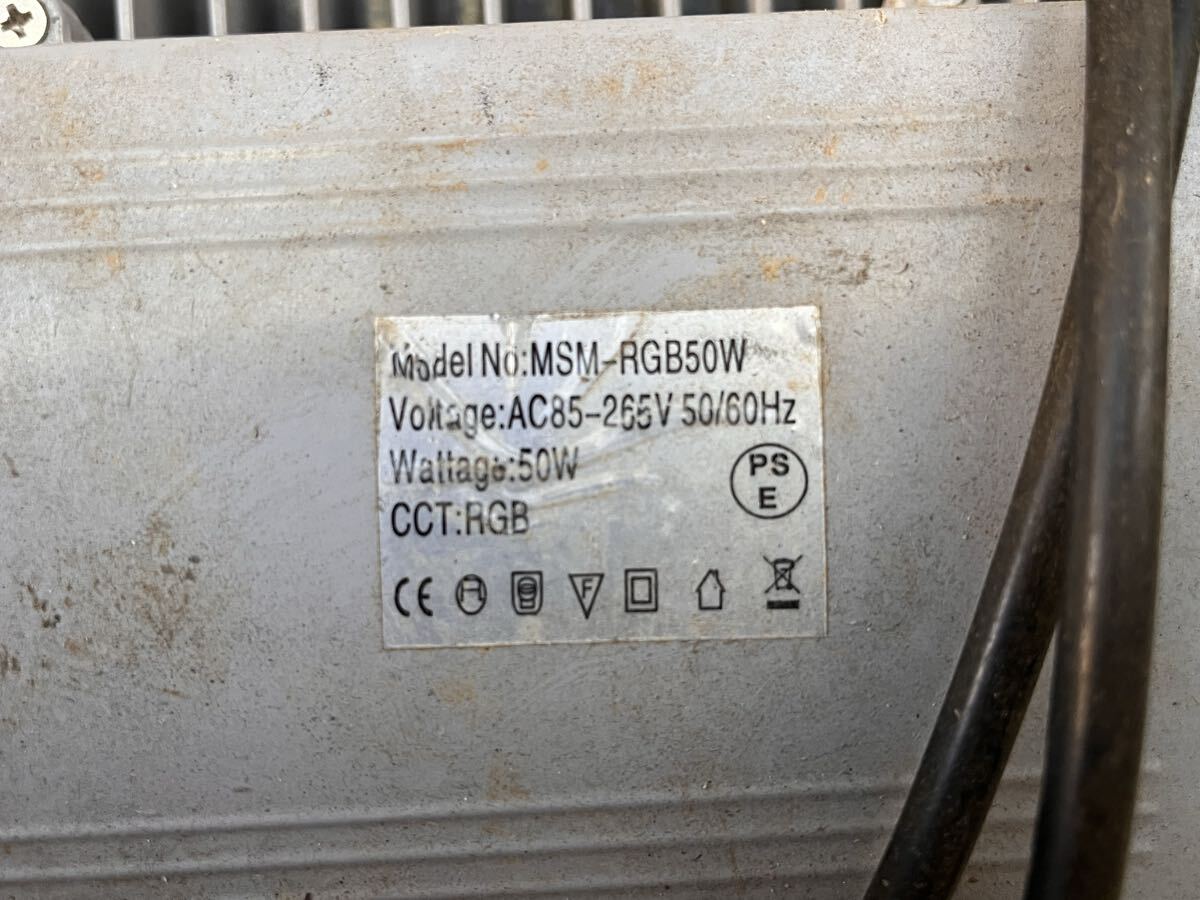 Model No:MSM-RGB50W
Voltage:AC85-265V 50/60Hz
Wattage:50W
PS
E
CCT:RGB
CE
F